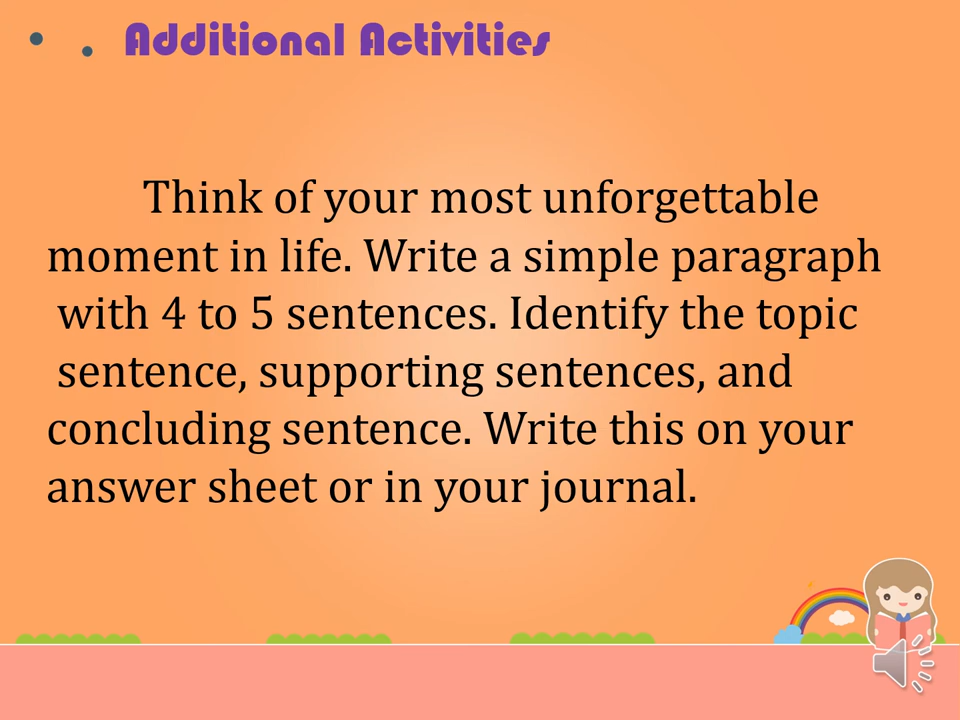 • . Additional Activities
Think of your most unforgettable
moment in life. Write a simple paragraph
with 4 to 5 sentences. Identify the topic
sentence, supporting sentences, and
concluding sentence. Write this on your
answer sheet or in your journal.